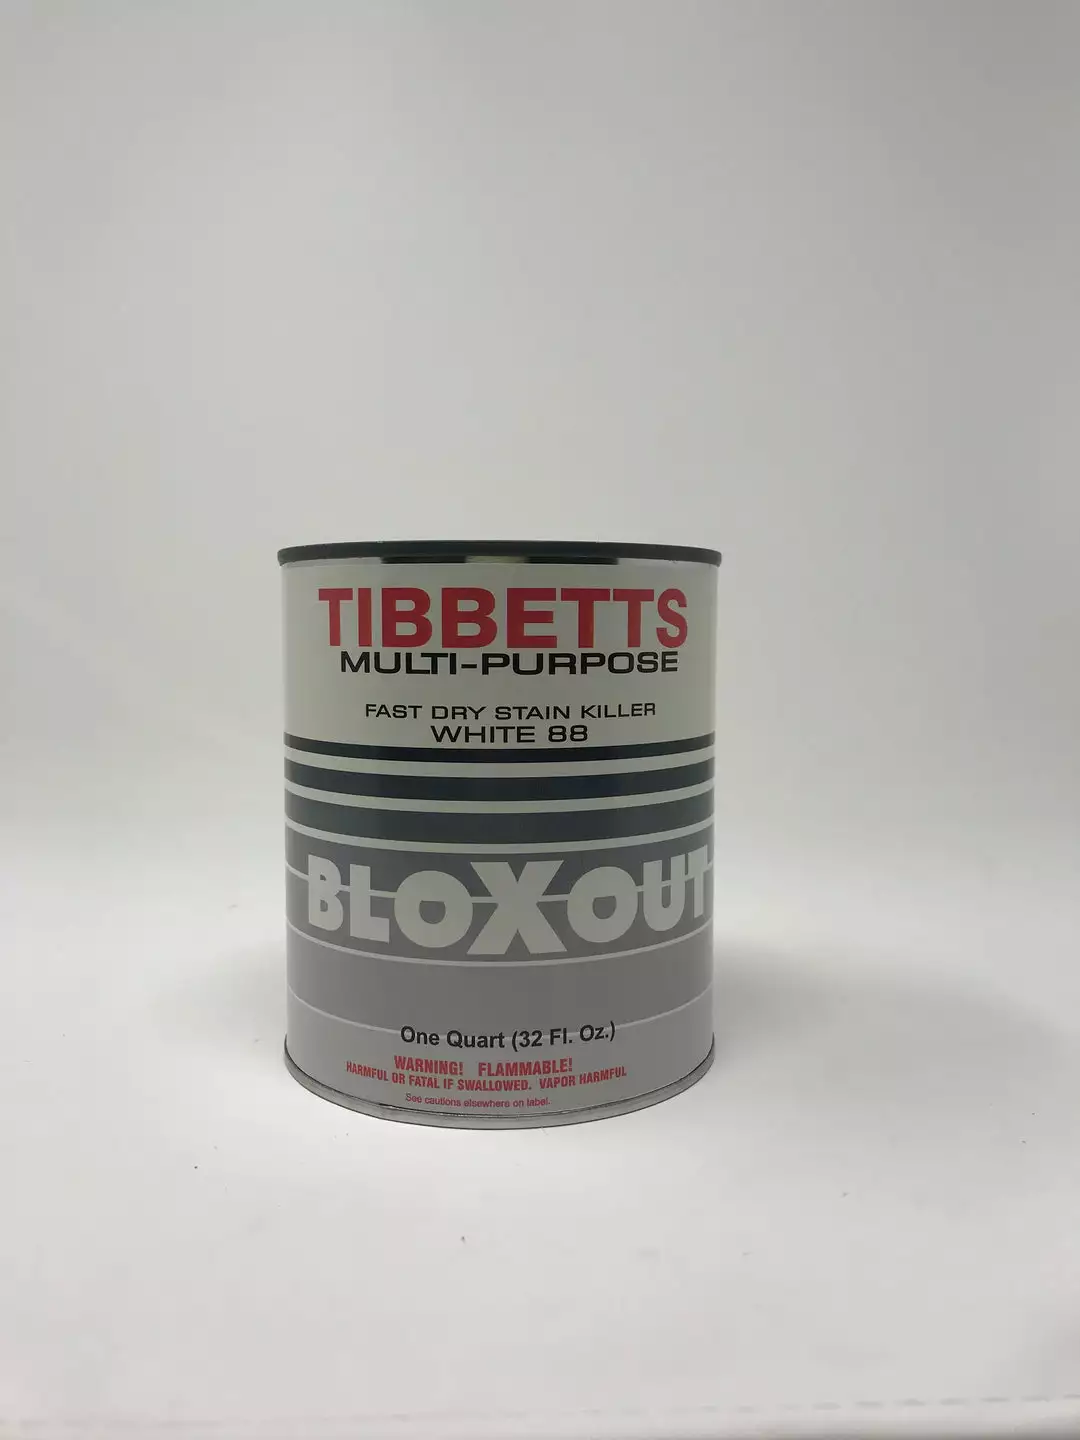 TIBBETTS
MULTI-PURPOSE
FAST DRY STAIN KILLER
WHITE 88
BLOXOUT
One Quart (32 Fl. Oz.)
WARNING! FLAMMABLE!
HARMFUL OR FATAL IF SWALLOWED. VAPOR HARMFUL
See cautions elsewhere on label.